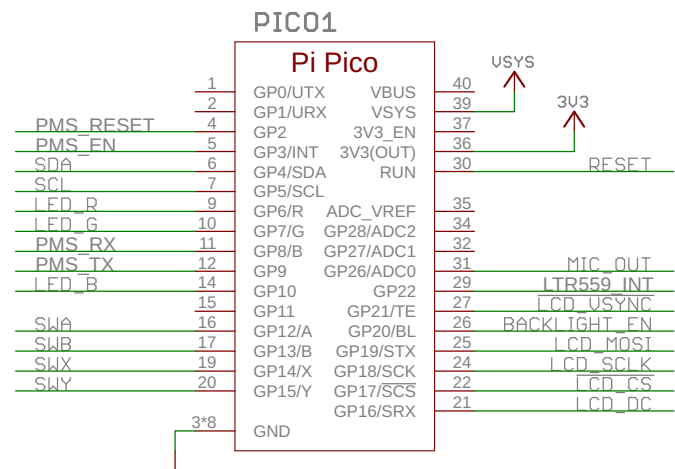 PICO1
Pi Pico
VSYS
3V3
1 GP0/UTX VBUS 40
2 GP1/URX VSYS 39
PMS_RESET 4 GP2 3V3_EN 37
PMS_EN 5 GP3/INT 3V3(OUT) 36
SDA 6 GP4/SDA RUN 30 RESET
SCL 7 GP5/SCL
LED_R 9 GP6/R ADC_VREF 35
LED_G 10 GP7/G GP28/ADC2 34
PMS_RX 11 GP8/B GP27/ADC1 32
PMS_TX 12 GP9 GP26/ADC0 31 MIC_OUT
LED_B 14 GP10 GP22 29 LTR559_INT
15 GP11 GP21/TE 27 LCD_VSYNC
SWA 16 GP12/A GP20/BL 26 BACKLIGHT_EN
SWB 17 GP13/B GP19/STX 25 LCD_MOSI
SWX 19 GP14/X GP18/SCK 24 LCD_SCLK
SWY 20 GP15/Y GP17/SCS 22 LCD_CS
GP16/SRX 21 LCD_DC
3*8 GND